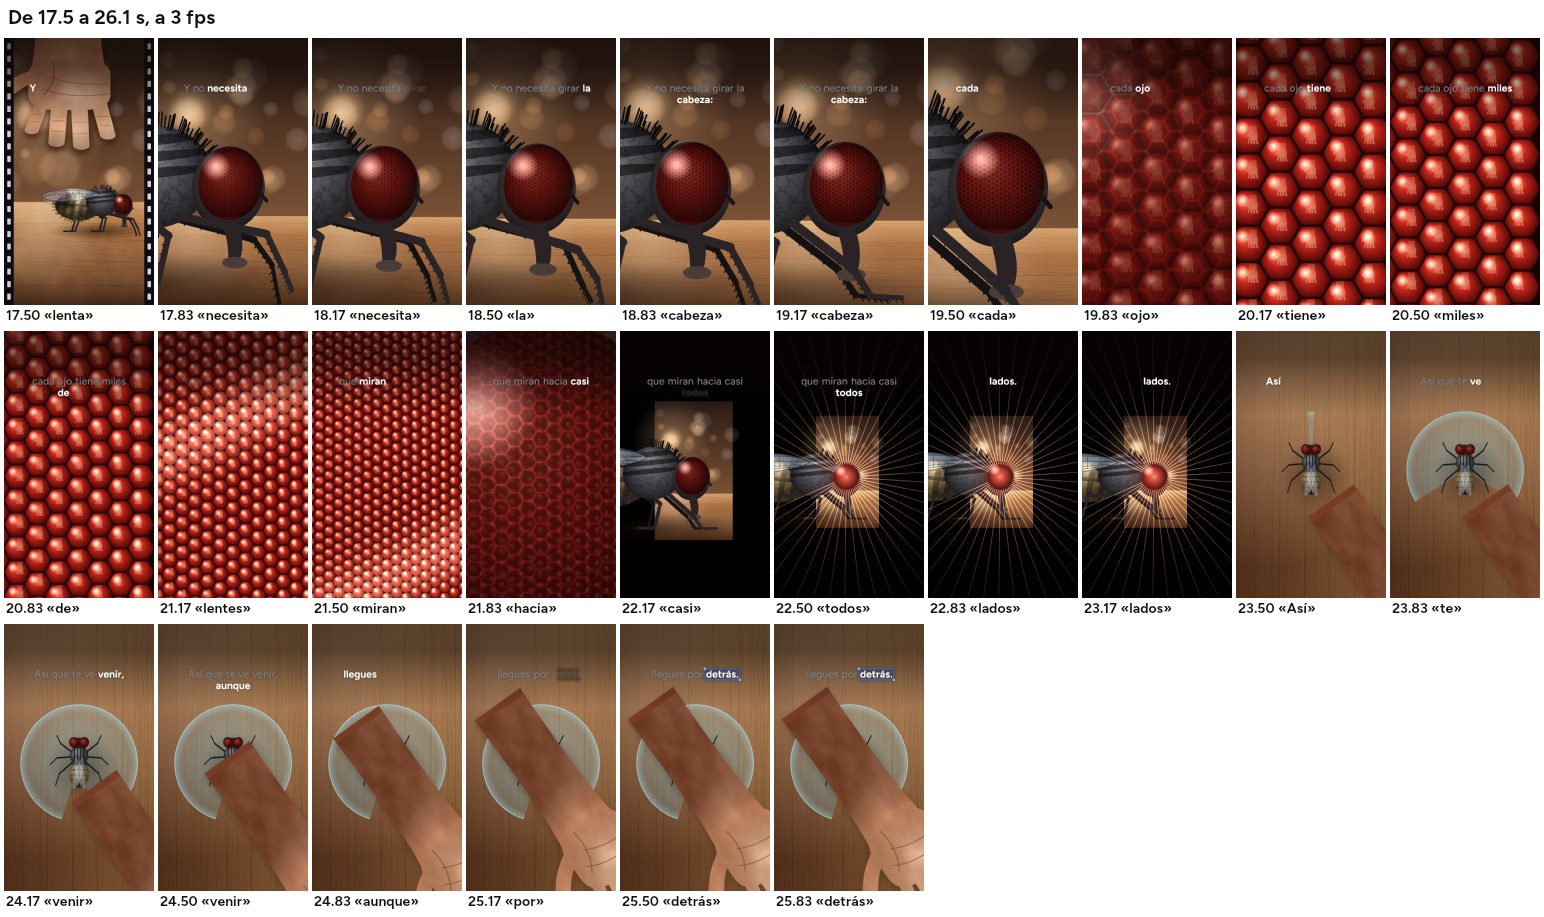 De 17.5 a 26.1 s, a 3 fps
Y
Y no necesita
Y no necesita girar
Y no necesita girar la
Y no necesita girar la
cabeza:
Y no necesita girar la
cabeza:
cada
cada ojo
cada ojo tiene
cada ojo tiene miles
17.50 «lenta»
17.83 «necesita»
18.17 «necesita»
18.50 «la»
18.83 «cabeza»
19.17 «cabeza»
19.50 «cada»
19.83 «ojo»
20.17 «tiene»
20.50 «miles»
cada ojo tiene miles
de
que miran
que miran hacia casi
que miran hacia casi
todos
que miran hacia casi
todos
lados.
lados.
Así
Así que te ve
20.83 «de»
21.17 «lentes»
21.50 «miran»
21.83 «hacia»
22.17 «casi»
22.50 «todos»
22.83 «lados»
23.17 «lados»
23.50 «Así»
23.83 «te»
Así que te ve venir,
Así que te ve venir,
aunque
llegues
llegues por detrás.
llegues por detrás.
llegues por detrás.
24.17 «venir»
24.50 «venir»
24.83 «aunque»
25.17 «por»
25.50 «detrás»
25.83 «detrás»